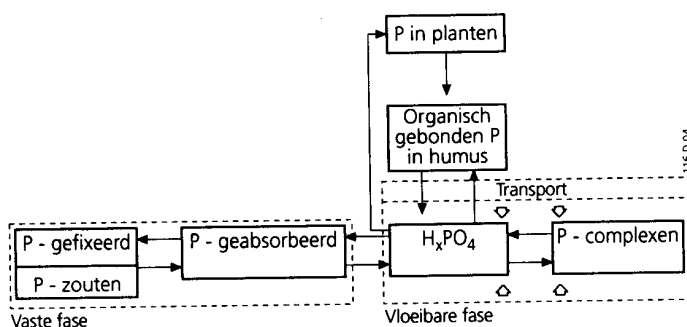 P in planten
Organisch
gebonden P
in humus
Transport
P - gefixeerd
P - zouten
P - geabsorbeerd
HₓPO₄
P - complexen
Vaste fase
Vloeibare fase